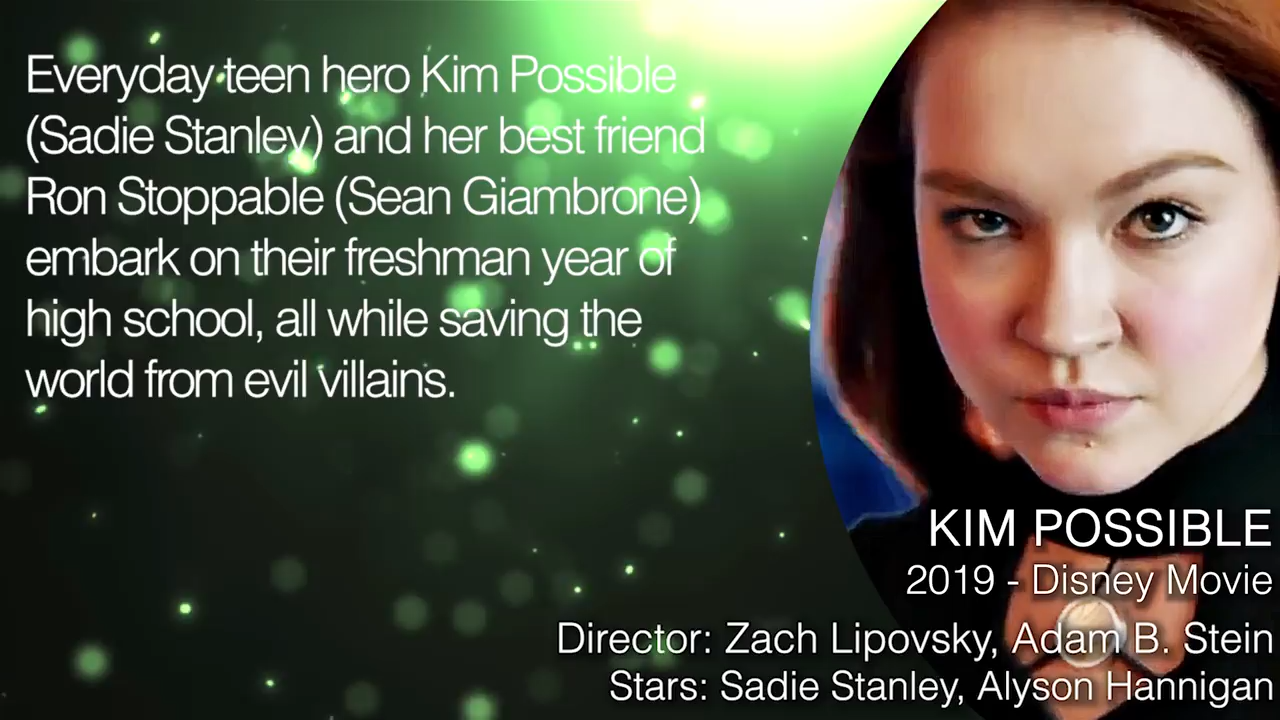 Everyday teen hero Kim Possible
(Sadie Stanley) and her best friend
Ron Stoppable (Sean Giambrone)
embark on their freshman year of
high school, all while saving the
world from evil villains.
KIM POSSIBLE
2019 - Disney Movie
Director: Zach Lipovsky, Adam B. Stein
Stars: Sadie Stanley, Alyson Hannigan